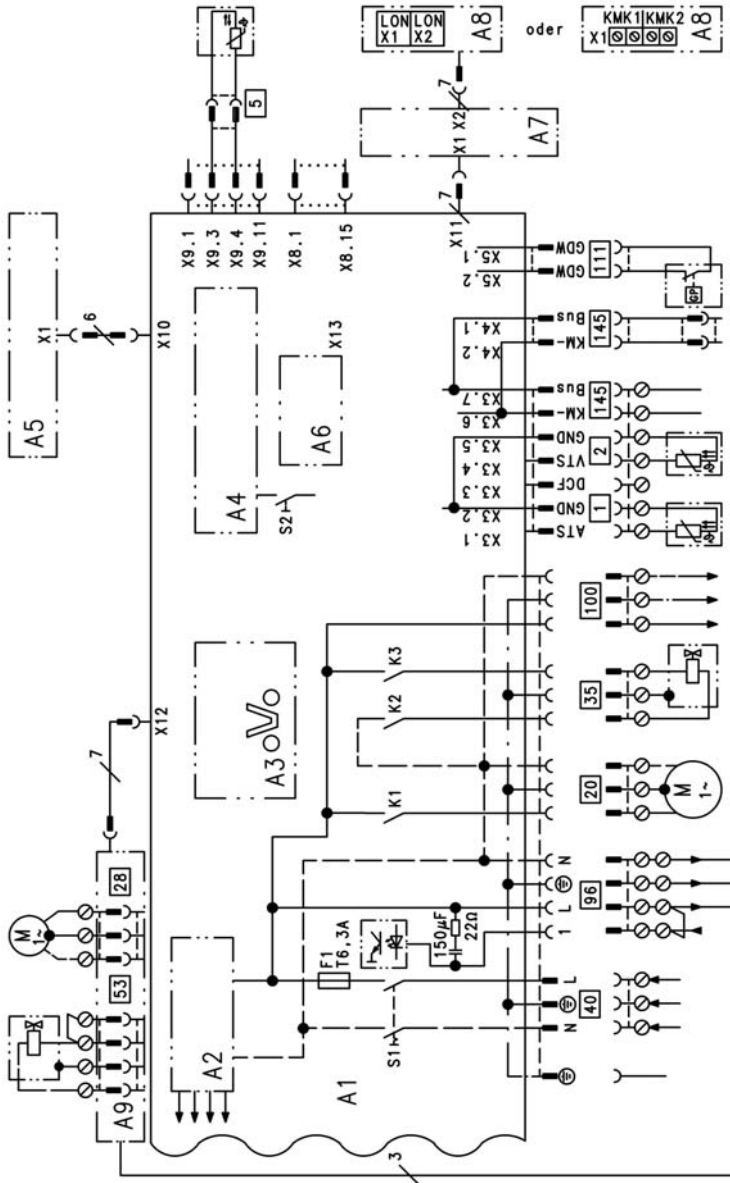 LON LON
X1 X2
A8
oder
KMK1 KMK2
X1
A8
5
7
X1 X2
A7
7
X11
A5
X1
6
X10
X9.1
X9.3
X9.4
X9.11
X8.1
X8.15
A4
S2
A6
X13
X5.1
X5.2
GDW
GDW
111
GP
X4.1
X4.2
Bus
KM-
145
X3.7
X3.6
X3.5
X3.4
X3.3
X3.2
X3.1
Bus
KM-
GND
VTS
DCF
GND
ATS
145
2
1
7
X12
A3
K3
K2
K1
100
35
20
M
1~
28
53
M
1~
A9
A2
F1
T6,3A
150µF
22Ω
S1
A1
N
L
1
96
L
N
40
3